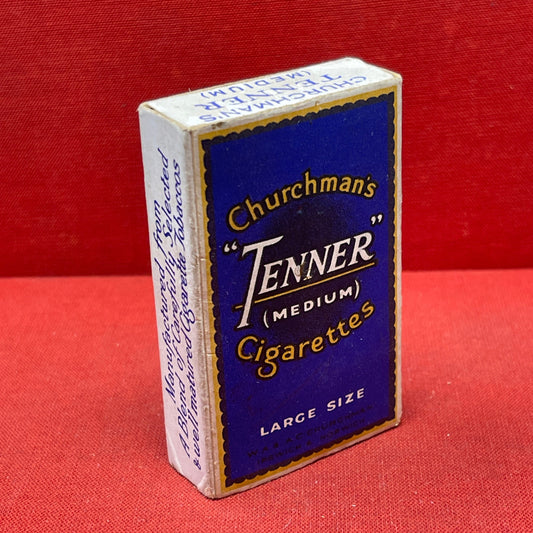 CHURCHMAN'S
TENNER
(MEDIUM)
Churchman's
"TENNER"
(MEDIUM)
Cigarettes
LARGE SIZE
Manufactured from
A Blend of Carefully Selected
& well matured Cigarette Tobaccos